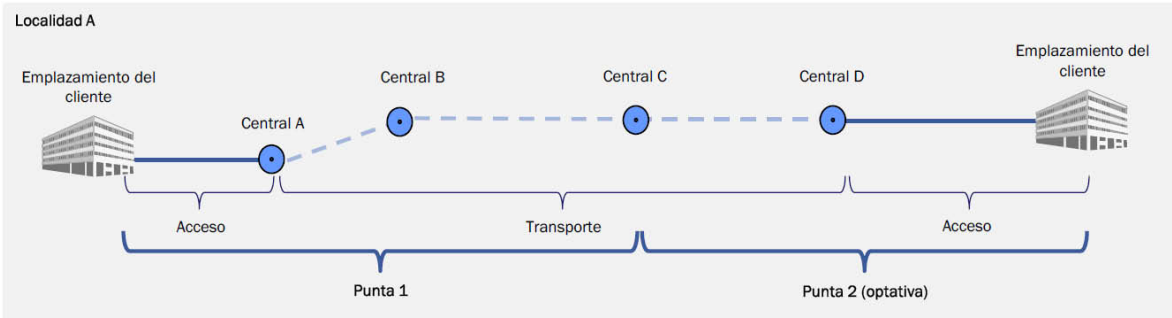 Localidad A
Emplazamiento del
cliente
Central A
Central B
Central C
Central D
Emplazamiento del
cliente
Acceso
Transporte
Acceso
Punta 1
Punta 2 (optativa)